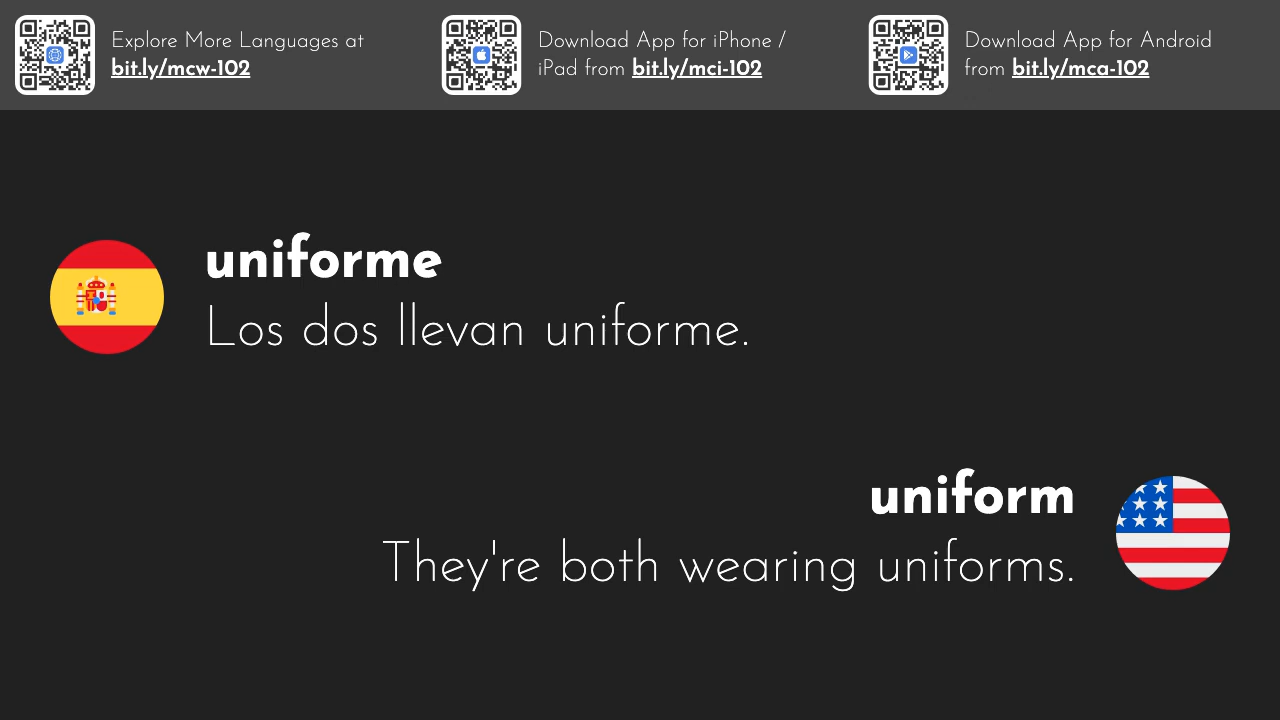 Explore More Languages at
bit.ly/mcw-102
Download App for iPhone /
iPad from bit.ly/mci-102
Download App for Android
from bit.ly/mca-102
uniforme
Los dos llevan uniforme.
uniform
They're both wearing uniforms.